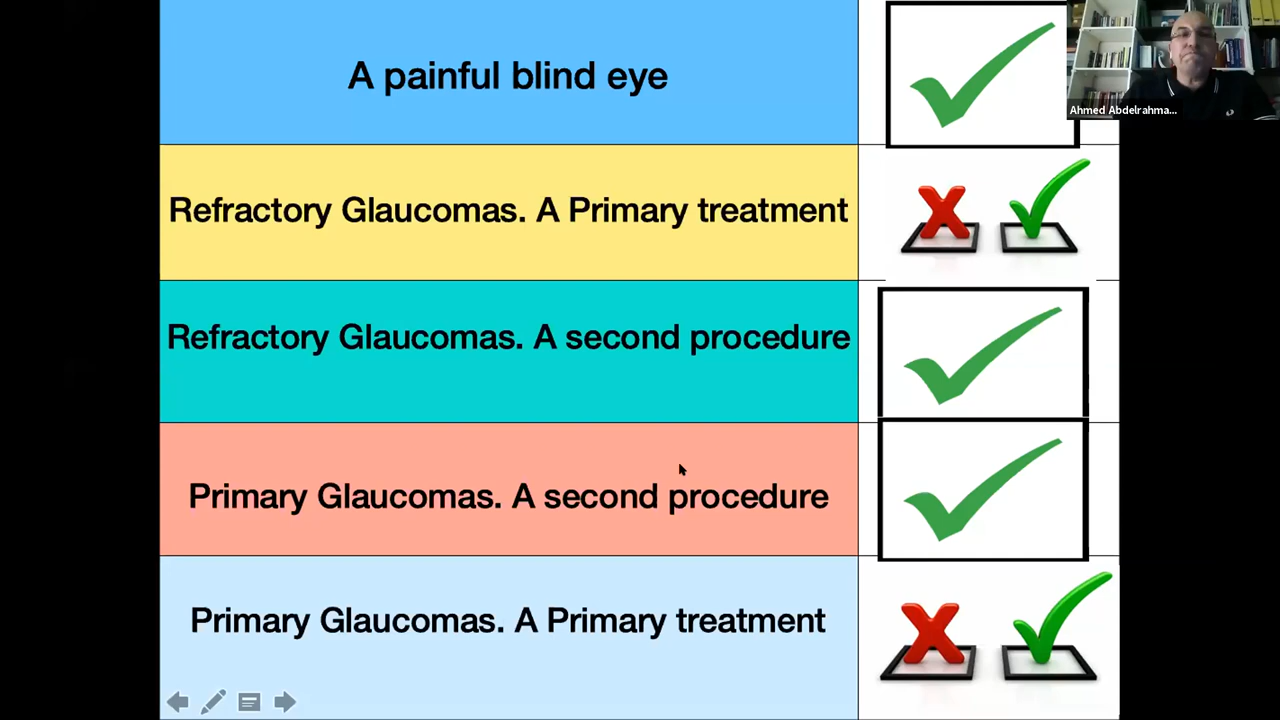 A painful blind eye
Ahmed Abdelrahma...
Refractory Glaucomas. A Primary treatment
Refractory Glaucomas. A second procedure
Primary Glaucomas. A second procedure
Primary Glaucomas. A Primary treatment